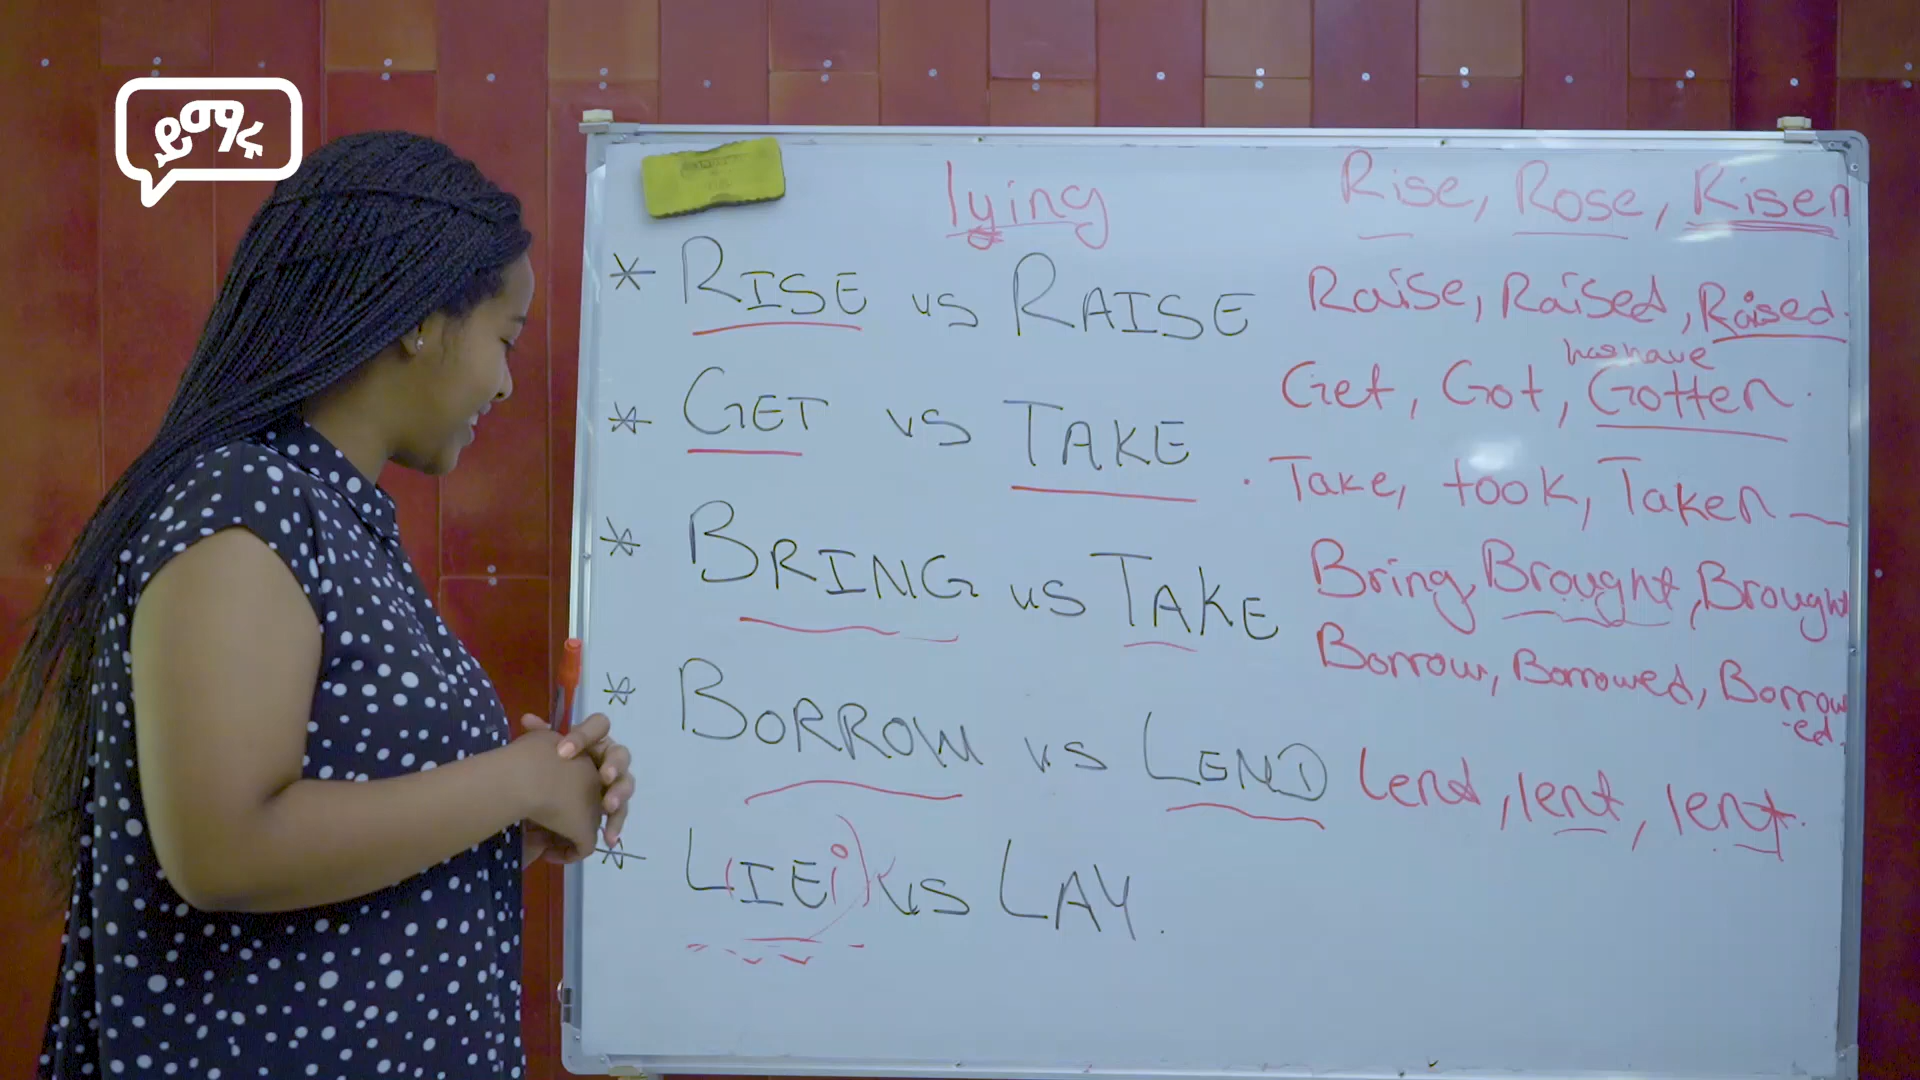 ይማሩ
lying
Rise, Rose, Risen
* RISE vs RAISE
Raise, Raised, Raised.
has have
* GET vs TAKE
Get, Got, Gotten.
. Take, took, Taken —
* BRING vs TAKE
Bring, Brought, Brought
Borrow, Borrowed, Borrow
-ed.
* BORROW vs LEND
Lend, lent, lent.
* LIE vs LAY.